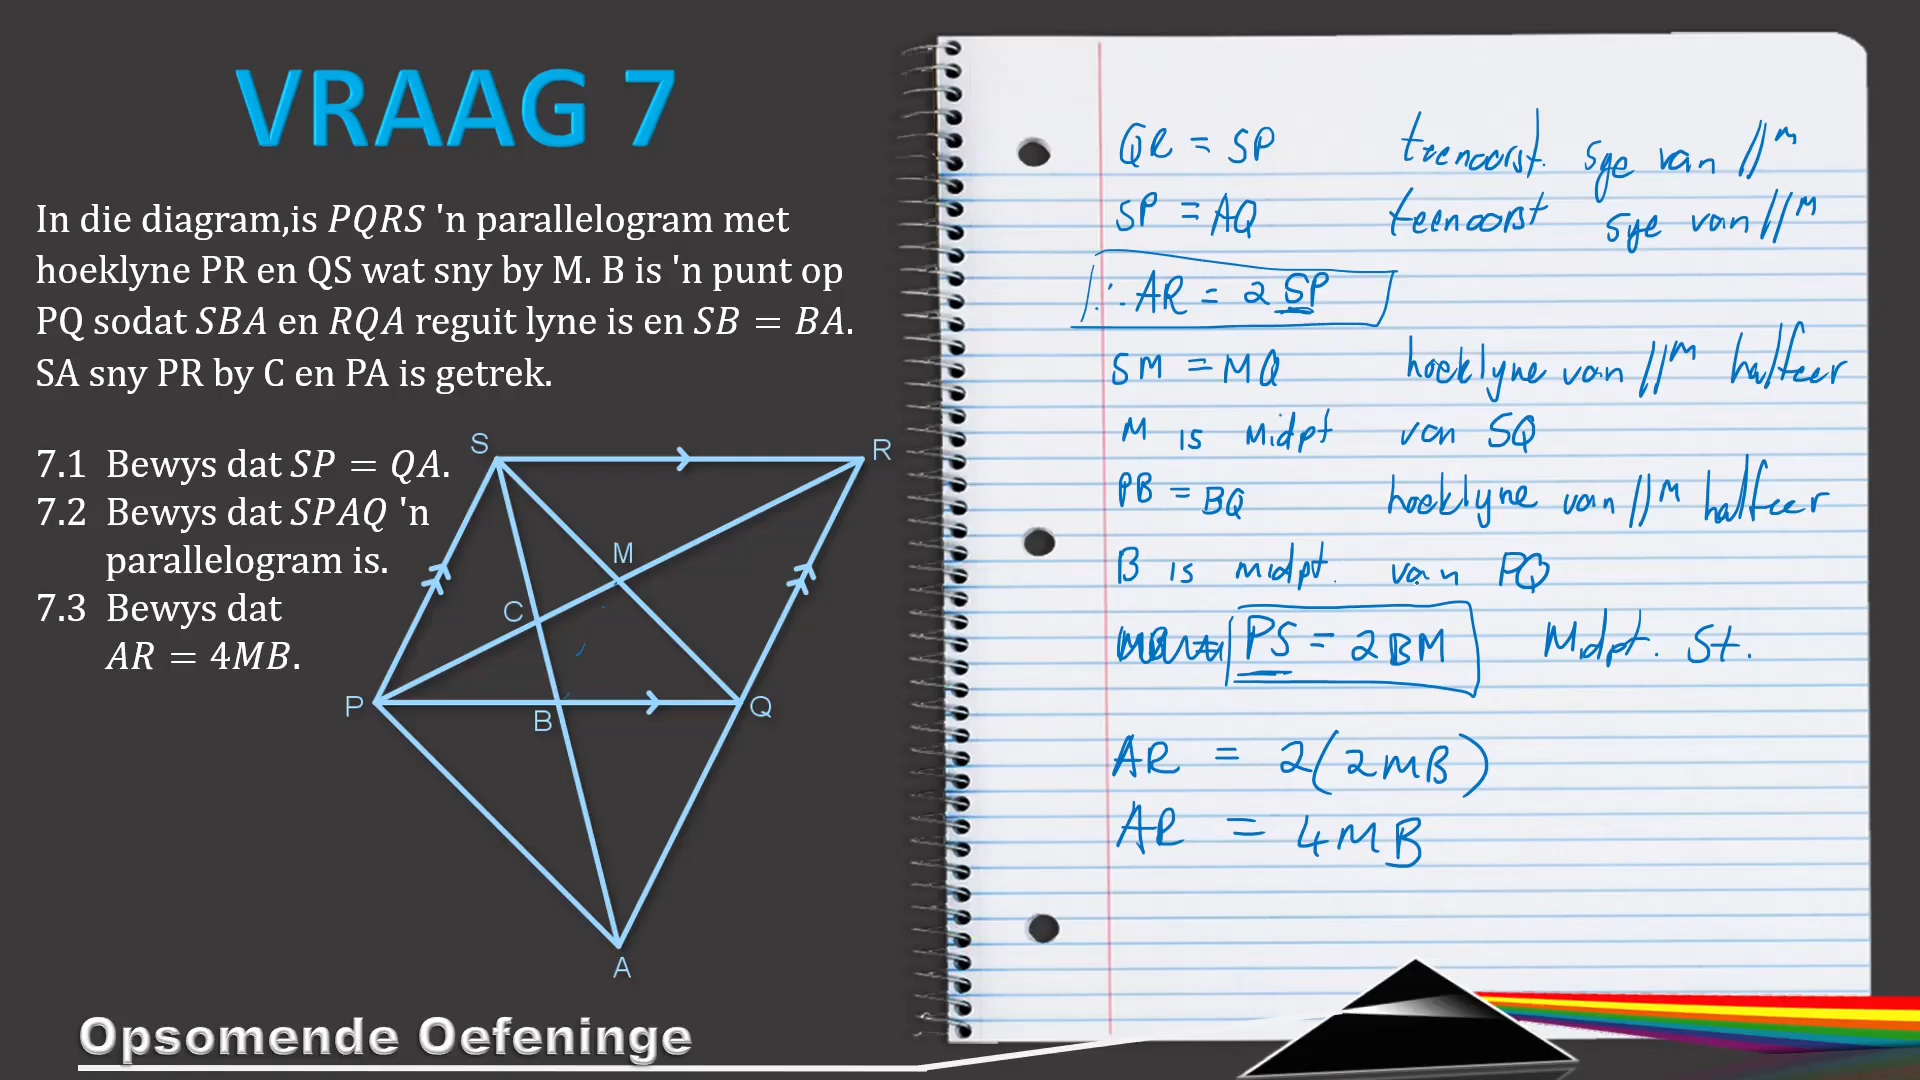 VRAAG 7
In die diagram,is PQRS 'n parallelogram met
hoeklyne PR en QS wat sny by M. B is 'n punt op
PQ sodat SBA en RQA reguit lyne is en SB = BA.
SA sny PR by C en PA is getrek.
7.1 Bewys dat SP = QA.
7.2 Bewys dat SPAQ 'n
parallelogram is.
7.3 Bewys dat
AR = 4MB.
S
R
M
C
P
B
Q
A
Opsomende Oefeninge
QR = SP teenoorst. sye van //ᵐ
SP = AQ teenoorst sye van //ᵐ
∴ AR = 2 SP
SM = MQ hoeklyne van //ᵐ halfeer
M is midpt van SQ
PB = BQ hoeklyne van //ᵐ halfeer
B is midpt. van PQ
PS = 2BM Midpt. St.
AR = 2(2MB)
AR = 4MB